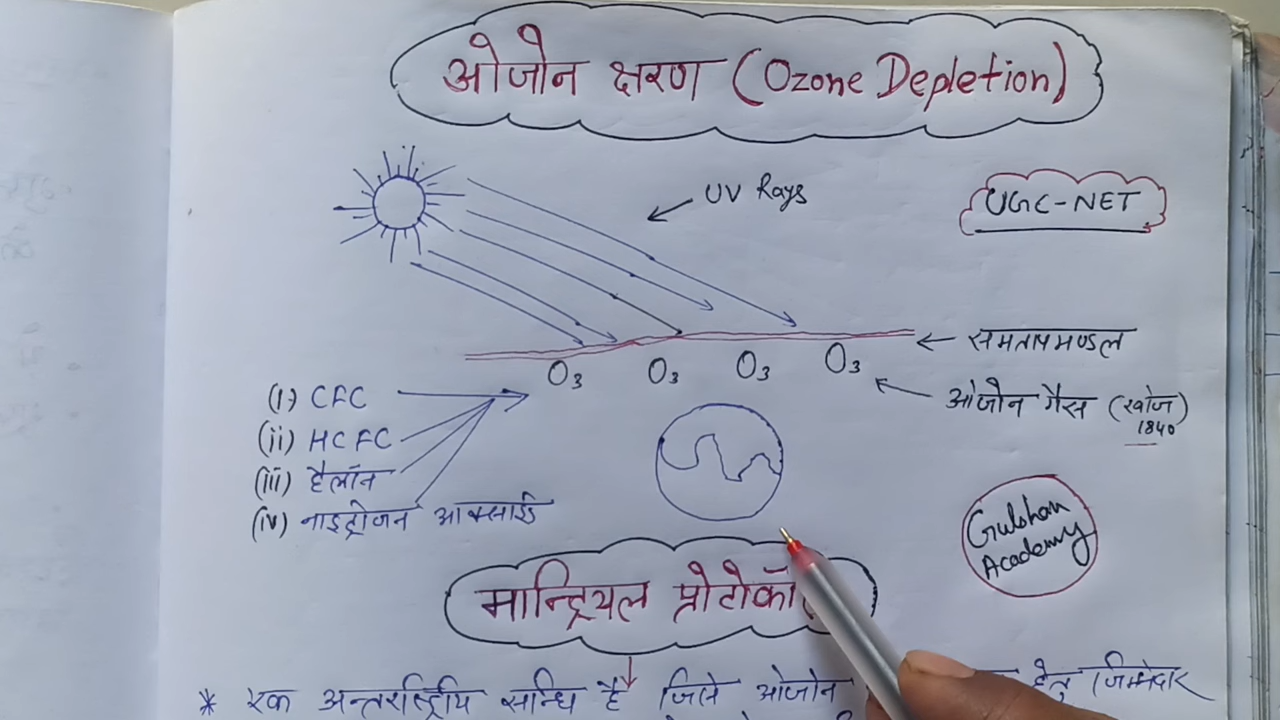 ओजोन क्षरण (Ozone Depletion)
UV Rays
UGC-NET
समतापमण्डल
O₃ O₃ O₃ O₃
ओजोन गैस (खोज)
1840
(i) CFC
(ii) HCFC
(iii) हैलॉन
(iv) नाइट्रोजन आक्साईड
Gulshan
Academy
मान्ट्रियल
* एक अन्तर्राष्ट्रीय सन्धि है जिसे ओजोन
हेतु जिम्मेदार